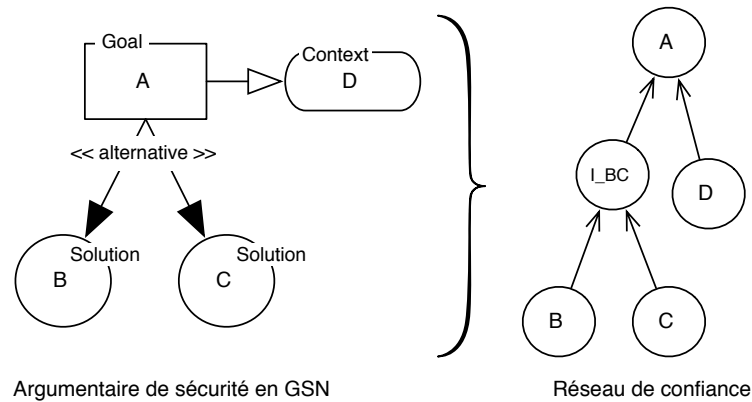 Goal
A
Context
D
<< alternative >>
Solution
B
Solution
C
A
I_BC
D
B
C
Argumentaire de sécurité en GSN
Réseau de confiance